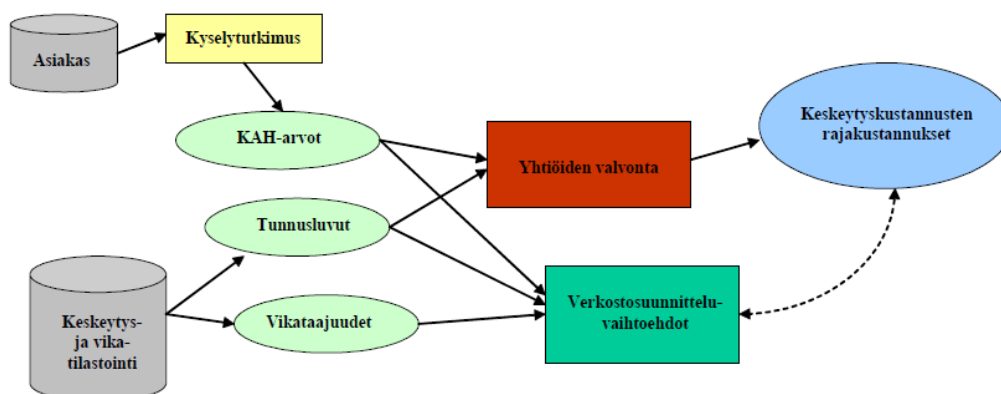 Asiakas
Kyselytutkimus
KAH-arvot
Keskeytyskustannusten
rajakustannukset
Yhtiöiden valvonta
Tunnusluvut
Keskeytys-
ja vika-
tilastointi
Vikataajuudet
Verkostosuunnittelu-
vaihtoehdot